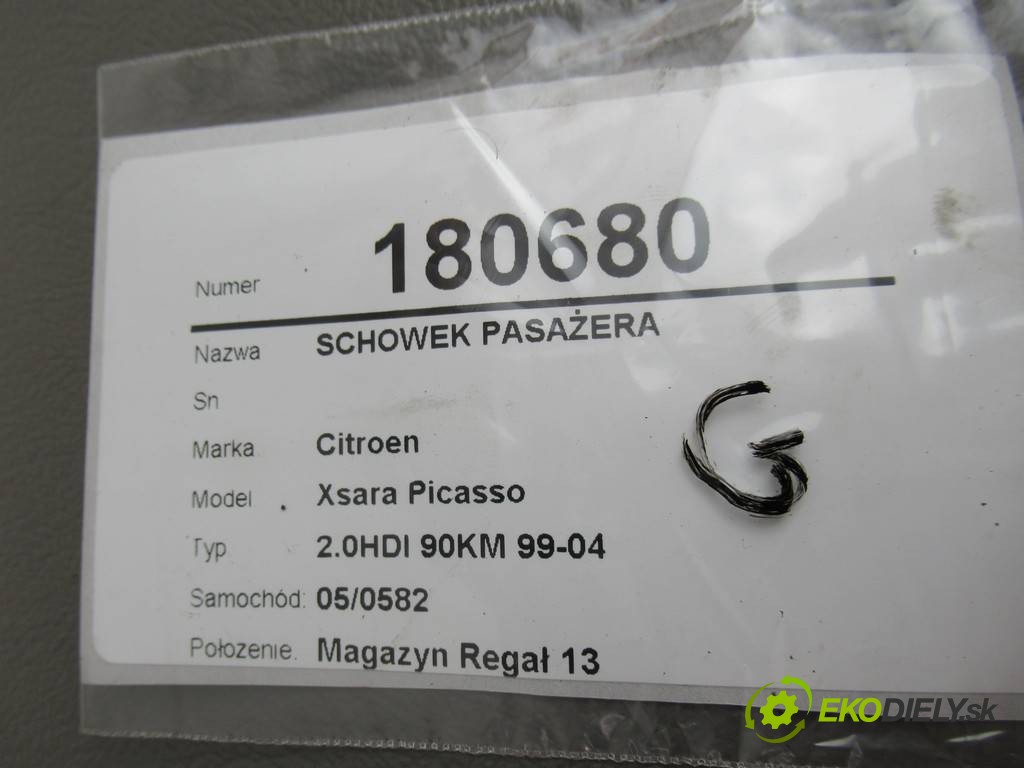 Numer 180680
Nazwa SCHOWEK PASAŻERA
Sn
Marka Citroen
Model Xsara Picasso
Typ 2.0HDI 90KM 99-04
Samochód: 05/0582
Położenie. Magazyn Regał 13
G
EKODIELY.sk